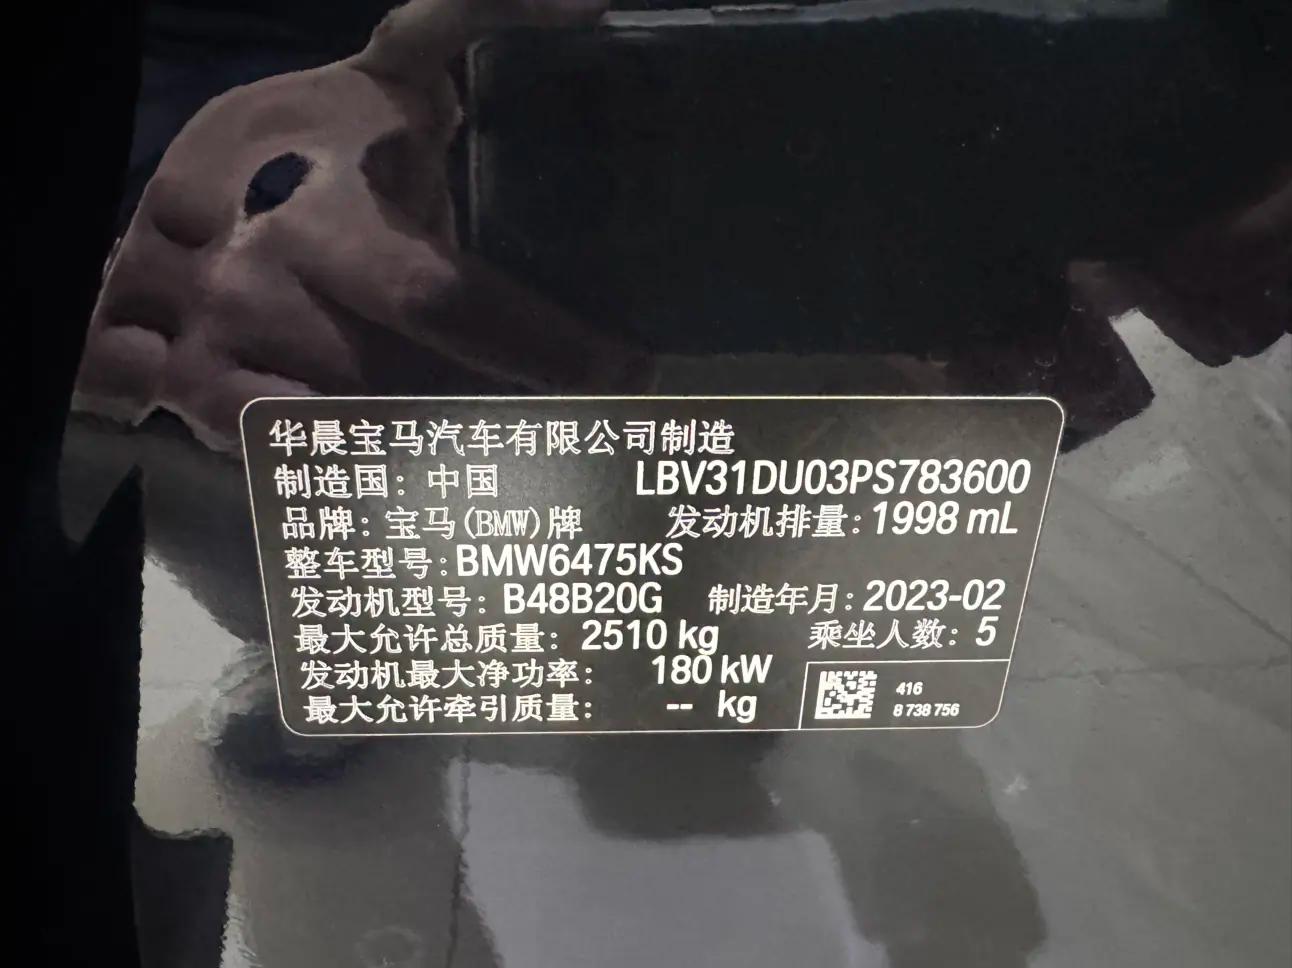 华晨宝马汽车有限公司制造
制造国：中国 LBV31DU03PS783600
品牌：宝马(BMW)牌 发动机排量：1998 mL
整车型号：BMW6475KS
发动机型号：B48B20G 制造年月：2023-02
最大允许总质量：2510 kg 乘坐人数：5
发动机最大净功率：180 kW
最大允许牵引质量：-- kg
416
8 738 756